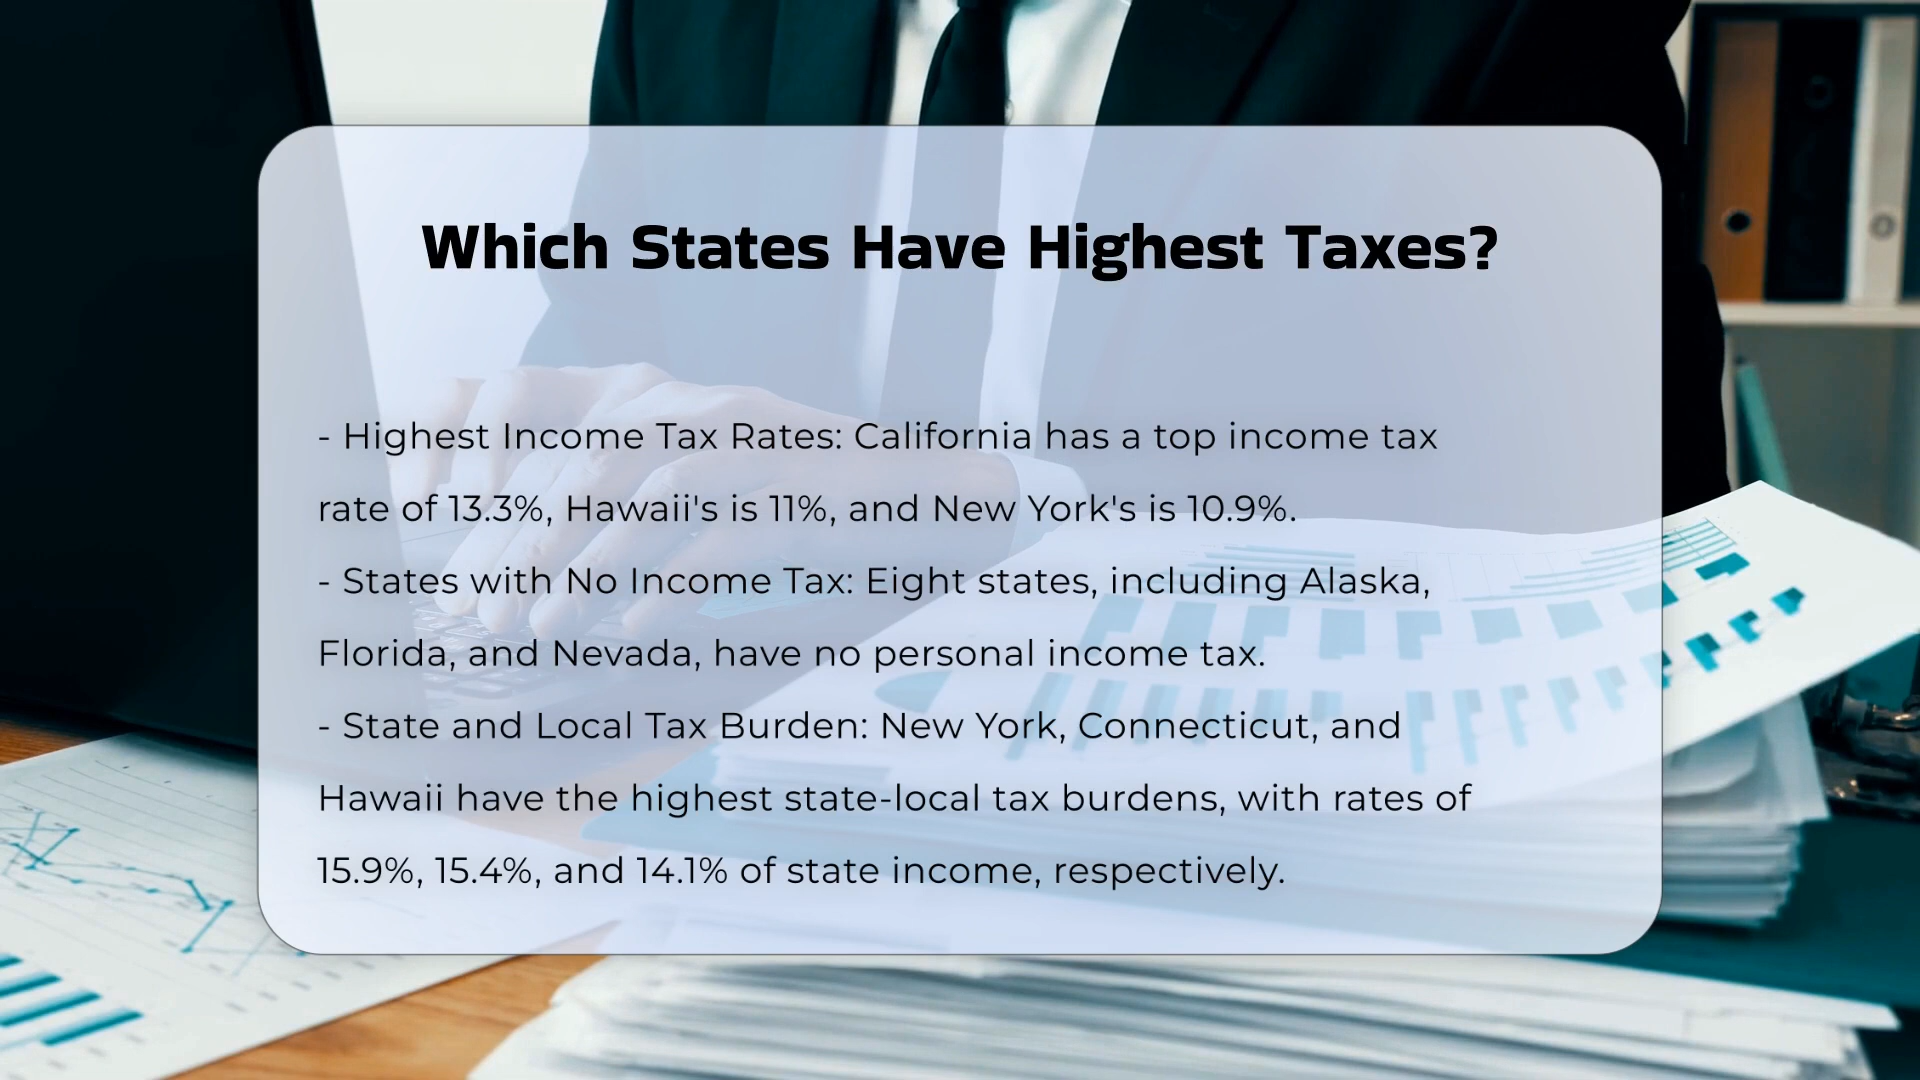 Which States Have Highest Taxes?
- Highest Income Tax Rates: California has a top income tax
rate of 13.3%, Hawaii's is 11%, and New York's is 10.9%.
- States with No Income Tax: Eight states, including Alaska,
Florida, and Nevada, have no personal income tax.
- State and Local Tax Burden: New York, Connecticut, and
Hawaii have the highest state-local tax burdens, with rates of
15.9%, 15.4%, and 14.1% of state income, respectively.